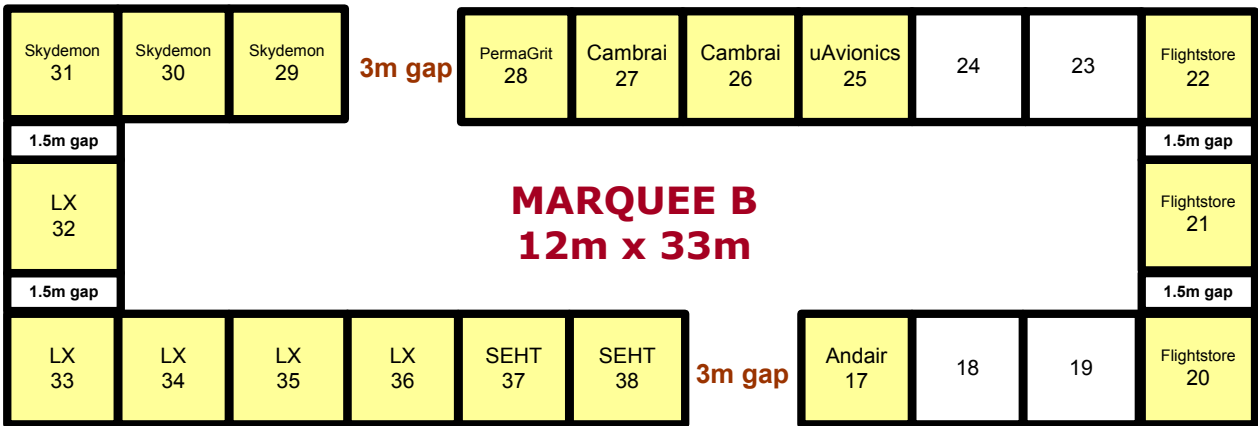 Skydemon
31
Skydemon
30
Skydemon
29
3m gap
PermaGrit
28
Cambrai
27
Cambrai
26
uAvionics
25
24
23
Flightstore
22
1.5m gap
1.5m gap
LX
32
MARQUEE B
12m x 33m
Flightstore
21
1.5m gap
1.5m gap
LX
33
LX
34
LX
35
LX
36
SEHT
37
SEHT
38
3m gap
Andair
17
18
19
Flightstore
20